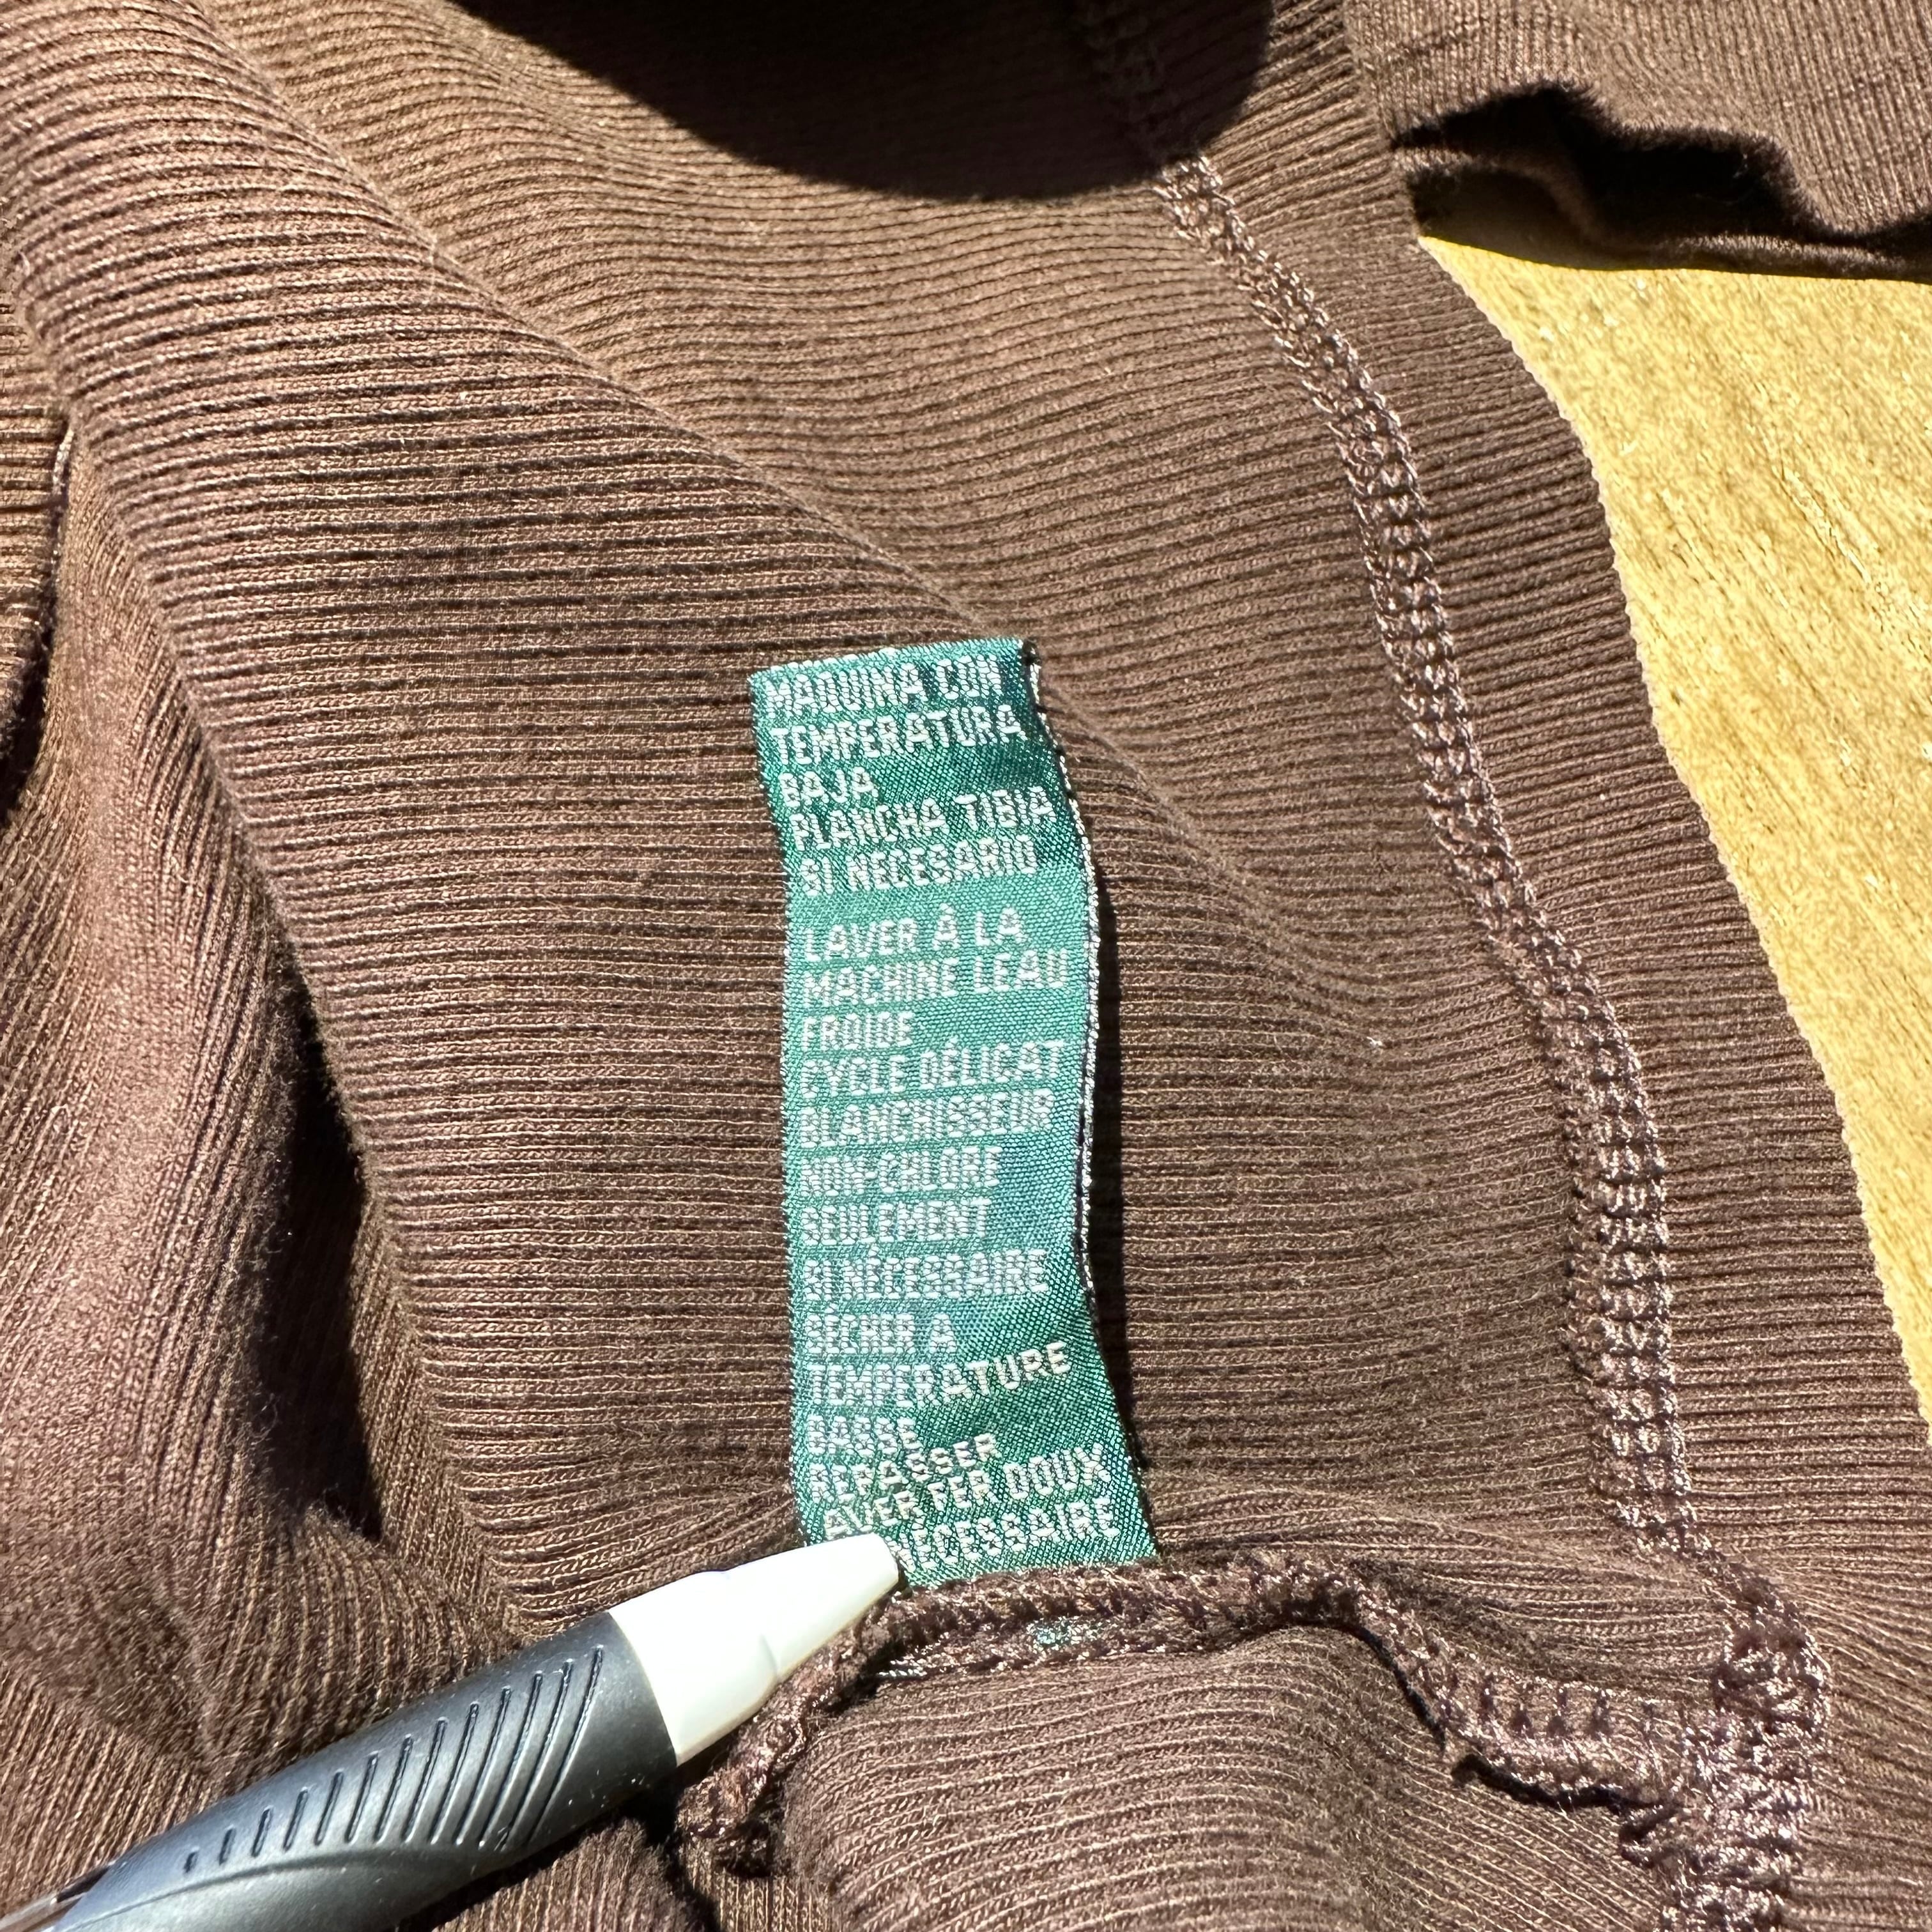 MAQUINA CON
TEMPERATURA
BAJA
PLANCHA TIBIA
SI NECESARIO
LAVER À LA
MACHINE LEAU
FROIDE
CYCLE DÉLICAT
BLANCHISSEUR
NON-CHLORE
SEULEMENT
SI NÉCESSAIRE
SÉCHER A
TEMPERATURE
BASSE
REPASSER
AVER FER DOUX
NÉCESSAIRE